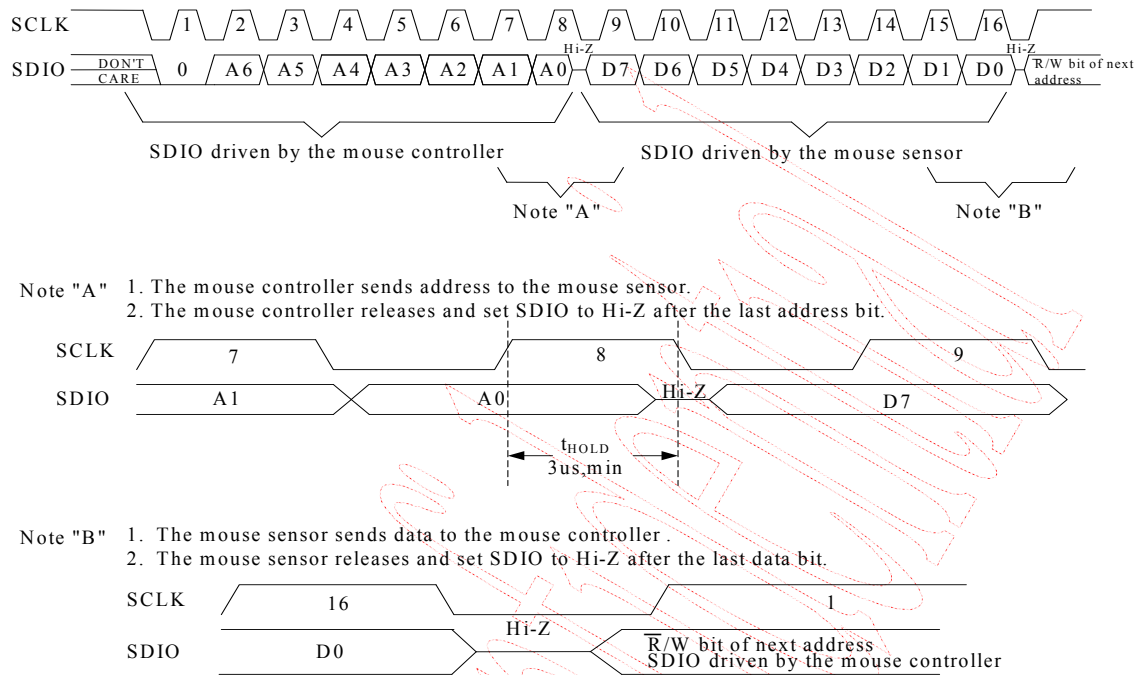 SCLK 1 2 3 4 5 6 7 8 9 10 11 12 13 14 15 16
Hi-Z Hi-Z
SDIO DON'T CARE 0 A6 A5 A4 A3 A2 A1 A0 D7 D6 D5 D4 D3 D2 D1 D0 R̅/W bit of next address
SDIO driven by the mouse controller SDIO driven by the mouse sensor
Note "A" Note "B"
Note "A" 1. The mouse controller sends address to the mouse sensor.
2. The mouse controller releases and set SDIO to Hi-Z after the last address bit.
SCLK 7 8 9
SDIO A1 A0 Hi-Z D7
tHOLD
3us,min
Note "B" 1. The mouse sensor sends data to the mouse controller .
2. The mouse sensor releases and set SDIO to Hi-Z after the last data bit.
SCLK 16 1
Hi-Z
SDIO D0 R̅/W bit of next address
SDIO driven by the mouse controller